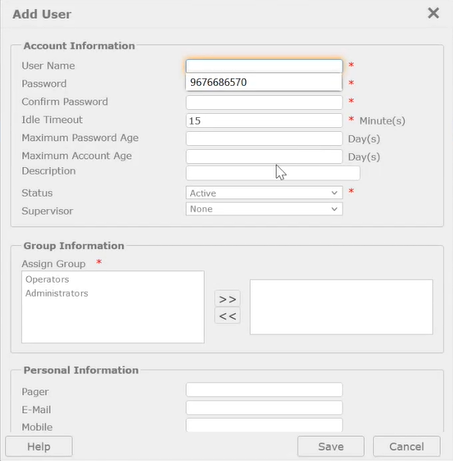 Add User
Account Information
User Name *
9676686570
Password *
Confirm Password *
Idle Timeout 15 * Minute(s)
Maximum Password Age Day(s)
Maximum Account Age Day(s)
Description
Status Active *
Supervisor None
Group Information
Assign Group *
Operators
Administrators
>>
<<
Personal Information
Pager
E-Mail
Mobile
Help Save Cancel